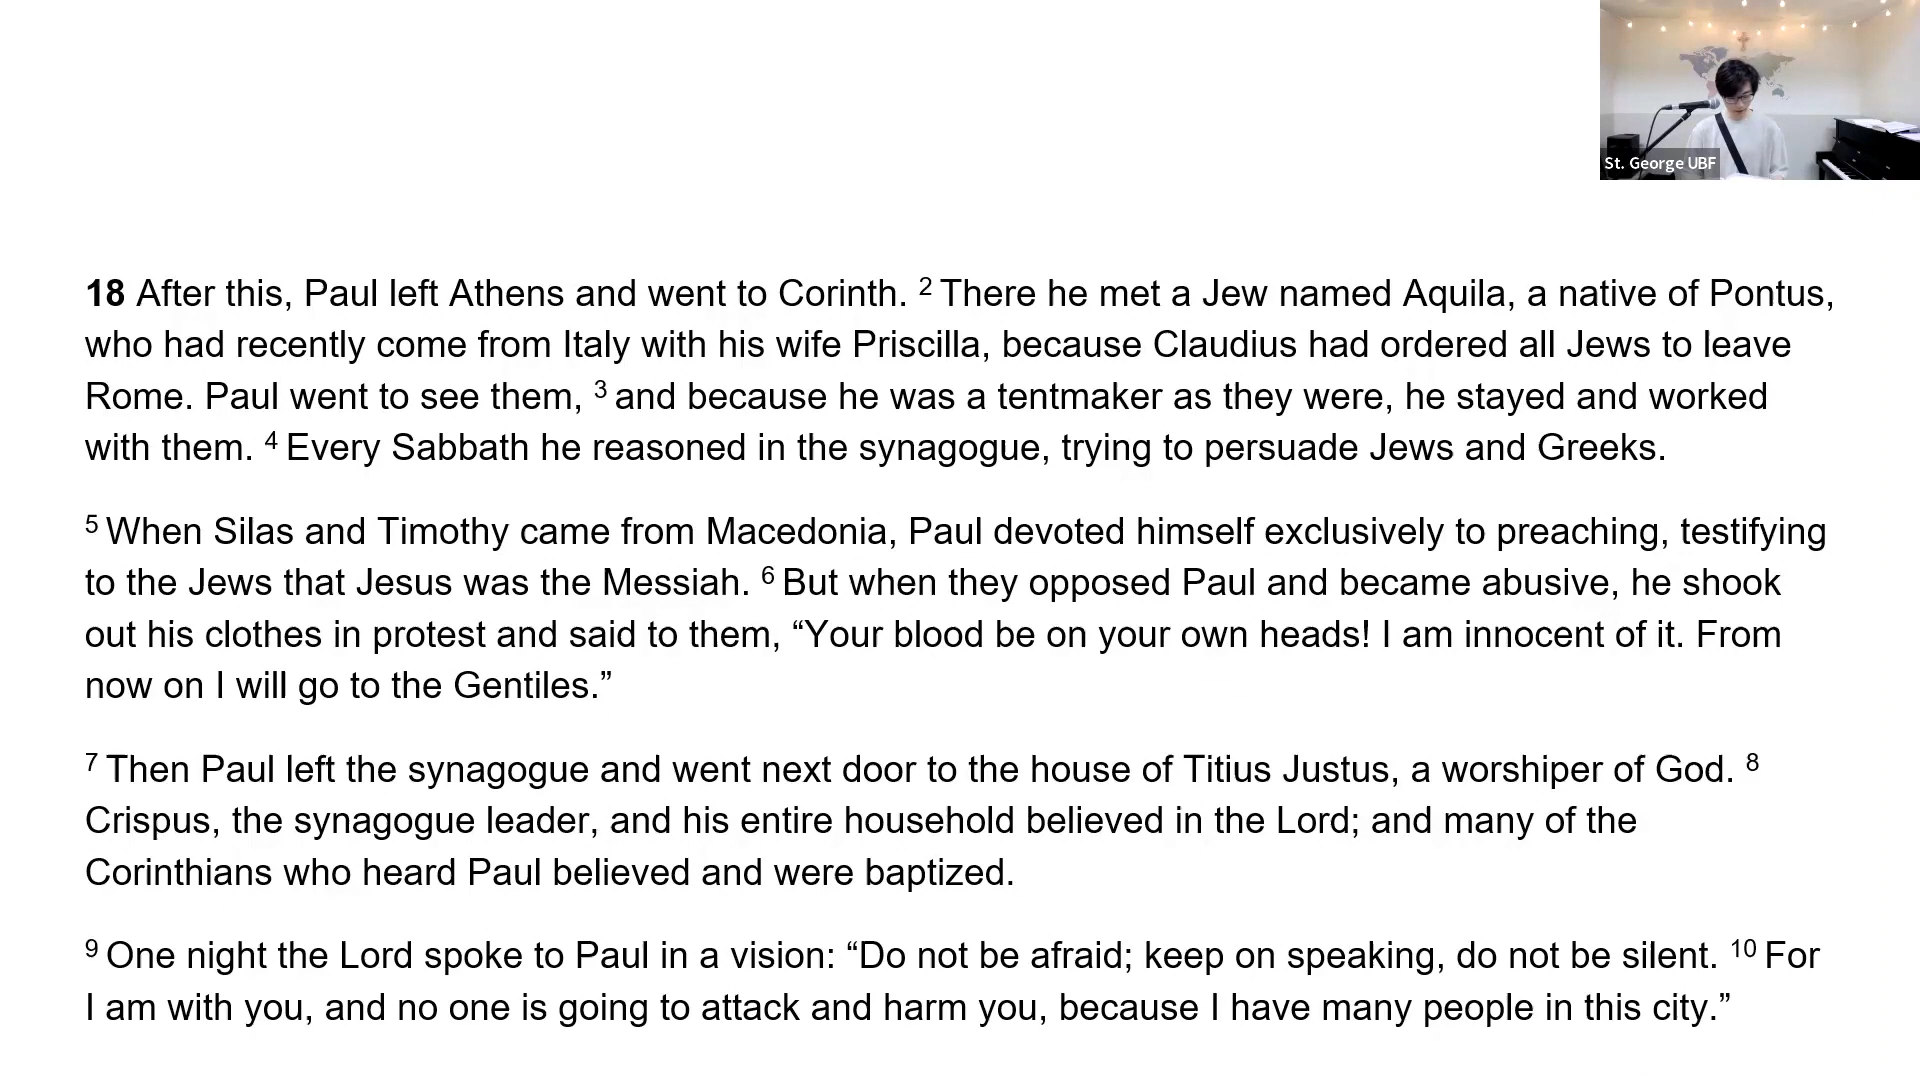 St. George UBF
18 After this, Paul left Athens and went to Corinth. 2 There he met a Jew named Aquila, a native of Pontus,
who had recently come from Italy with his wife Priscilla, because Claudius had ordered all Jews to leave
Rome. Paul went to see them, 3 and because he was a tentmaker as they were, he stayed and worked
with them. 4 Every Sabbath he reasoned in the synagogue, trying to persuade Jews and Greeks.
5 When Silas and Timothy came from Macedonia, Paul devoted himself exclusively to preaching, testifying
to the Jews that Jesus was the Messiah. 6 But when they opposed Paul and became abusive, he shook
out his clothes in protest and said to them, “Your blood be on your own heads! I am innocent of it. From
now on I will go to the Gentiles.”
7 Then Paul left the synagogue and went next door to the house of Titius Justus, a worshiper of God. 8
Crispus, the synagogue leader, and his entire household believed in the Lord; and many of the
Corinthians who heard Paul believed and were baptized.
9 One night the Lord spoke to Paul in a vision: “Do not be afraid; keep on speaking, do not be silent. 10 For
I am with you, and no one is going to attack and harm you, because I have many people in this city.”